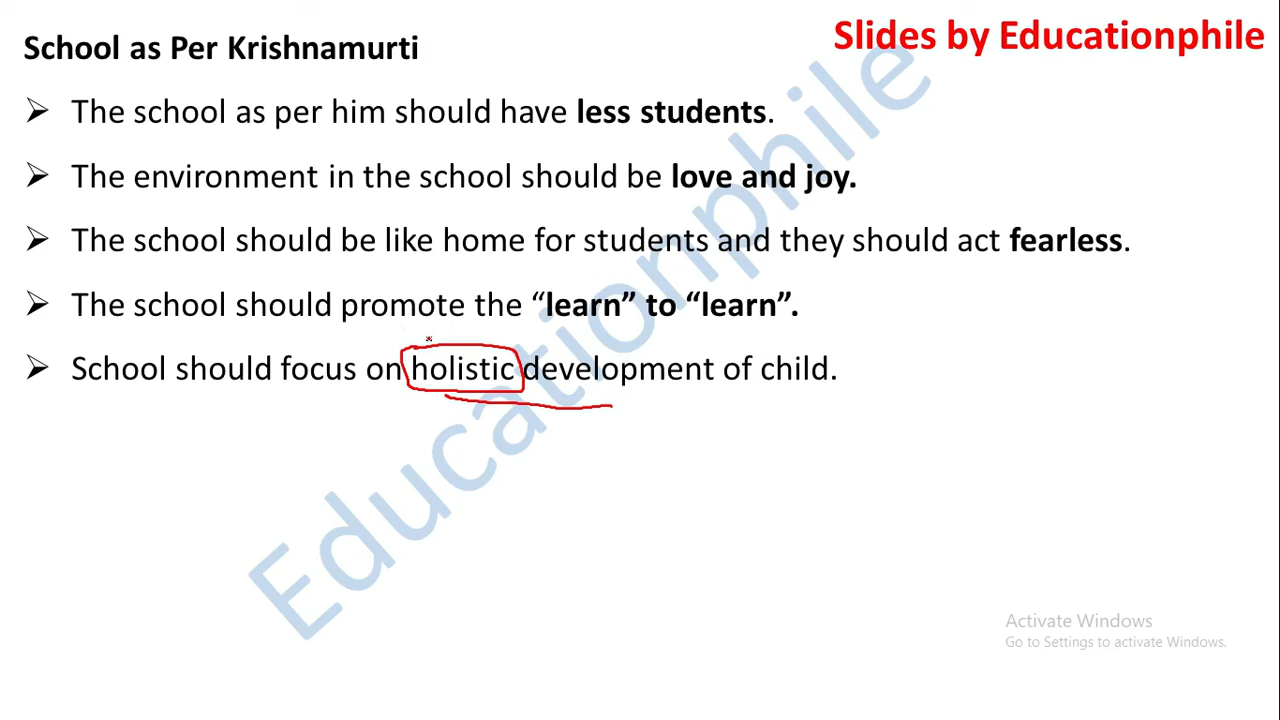 School as Per Krishnamurti
Slides by Educationphile
➢ The school as per him should have less students.
➢ The environment in the school should be love and joy.
➢ The school should be like home for students and they should act fearless.
➢ The school should promote the “learn” to “learn”.
➢ School should focus on holistic development of child.
Educationphile
Activate Windows
Go to Settings to activate Windows.